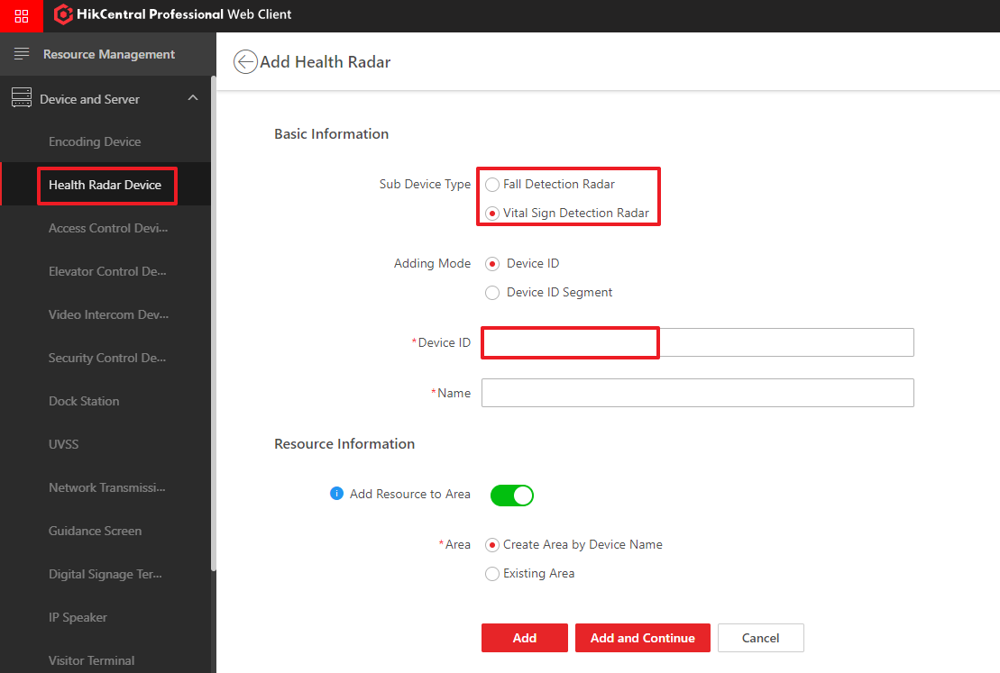 HikCentral Professional Web Client
Resource Management
Device and Server
Encoding Device
Health Radar Device
Access Control Devi...
Elevator Control De...
Video Intercom Dev...
Security Control De...
Dock Station
UVSS
Network Transmissi...
Guidance Screen
Digital Signage Ter...
IP Speaker
Visitor Terminal
Add Health Radar
Basic Information
Sub Device Type
Fall Detection Radar
Vital Sign Detection Radar
Adding Mode
Device ID
Device ID Segment
*Device ID
*Name
Resource Information
Add Resource to Area
*Area
Create Area by Device Name
Existing Area
Add
Add and Continue
Cancel